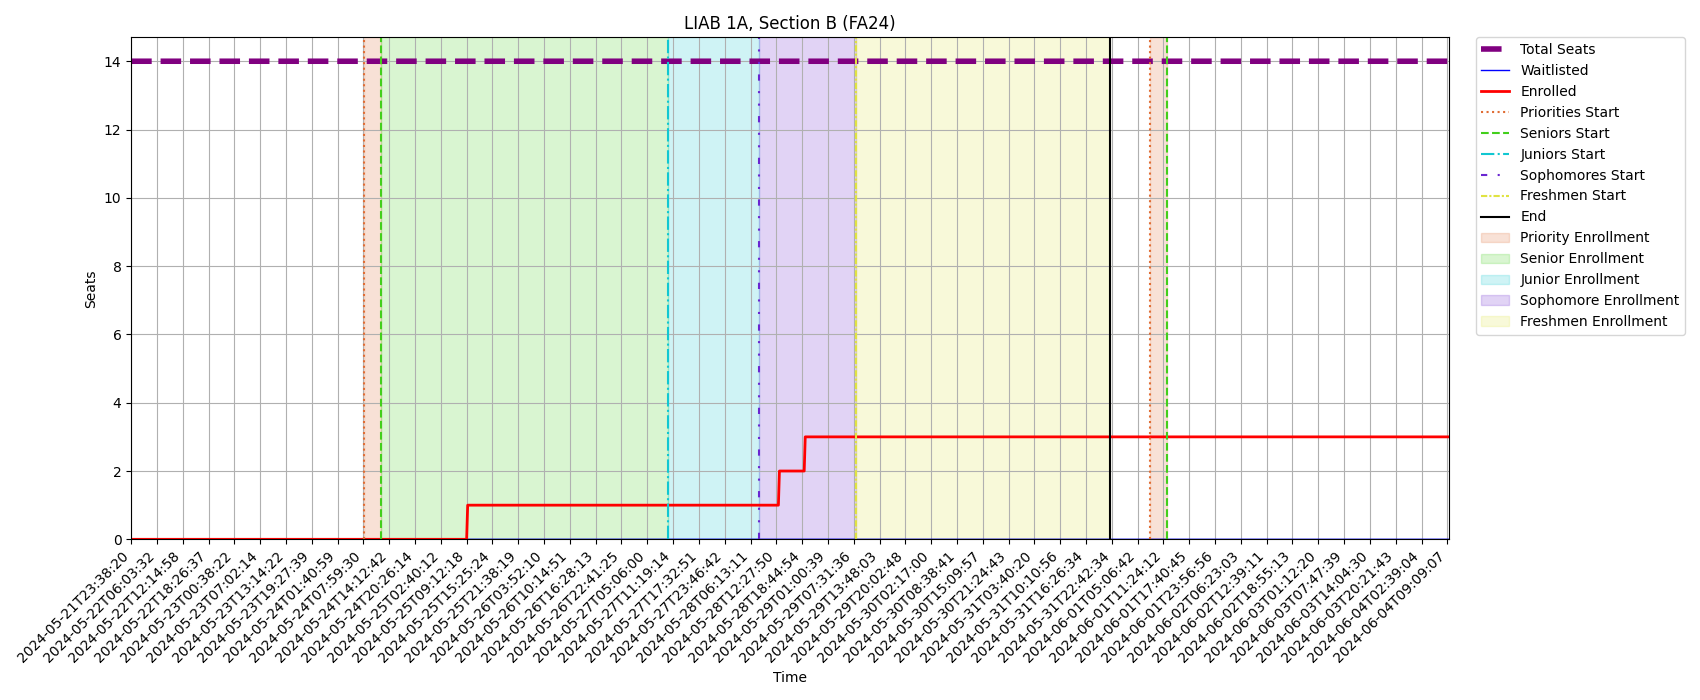 LIAB 1A, Section B (FA24)
Total Seats
Waitlisted
Enrolled
Priorities Start
Seniors Start
Juniors Start
Sophomores Start
Freshmen Start
End
Priority Enrollment
Senior Enrollment
Junior Enrollment
Sophomore Enrollment
Freshmen Enrollment
Seats
14
12
10
8
6
4
2
0
2024-05-21T23:38:20
2024-05-22T06:03:32
2024-05-22T12:14:58
2024-05-22T18:26:37
2024-05-23T00:38:22
2024-05-23T07:02:14
2024-05-23T13:14:22
2024-05-23T19:27:39
2024-05-24T01:40:59
2024-05-24T07:59:30
2024-05-24T14:12:42
2024-05-24T20:26:14
2024-05-25T02:40:12
2024-05-25T09:12:18
2024-05-25T15:25:24
2024-05-25T21:38:19
2024-05-26T03:52:10
2024-05-26T10:14:51
2024-05-26T16:28:13
2024-05-26T22:41:25
2024-05-27T05:06:00
2024-05-27T11:19:14
2024-05-27T17:32:51
2024-05-27T23:46:42
2024-05-28T06:13:11
2024-05-28T12:27:50
2024-05-28T18:44:54
2024-05-29T01:00:39
2024-05-29T07:31:36
2024-05-29T13:48:03
2024-05-29T20:02:48
2024-05-30T02:17:00
2024-05-30T08:38:41
2024-05-30T15:09:57
2024-05-30T21:24:43
2024-05-31T03:40:20
2024-05-31T10:10:56
2024-05-31T16:26:34
2024-05-31T22:42:34
2024-06-01T05:06:42
2024-06-01T11:24:12
2024-06-01T17:40:45
2024-06-01T23:56:56
2024-06-02T06:23:03
2024-06-02T12:39:11
2024-06-02T18:55:13
2024-06-03T01:12:20
2024-06-03T07:47:39
2024-06-03T14:04:30
2024-06-03T20:21:43
2024-06-04T02:39:04
2024-06-04T09:09:07
Time